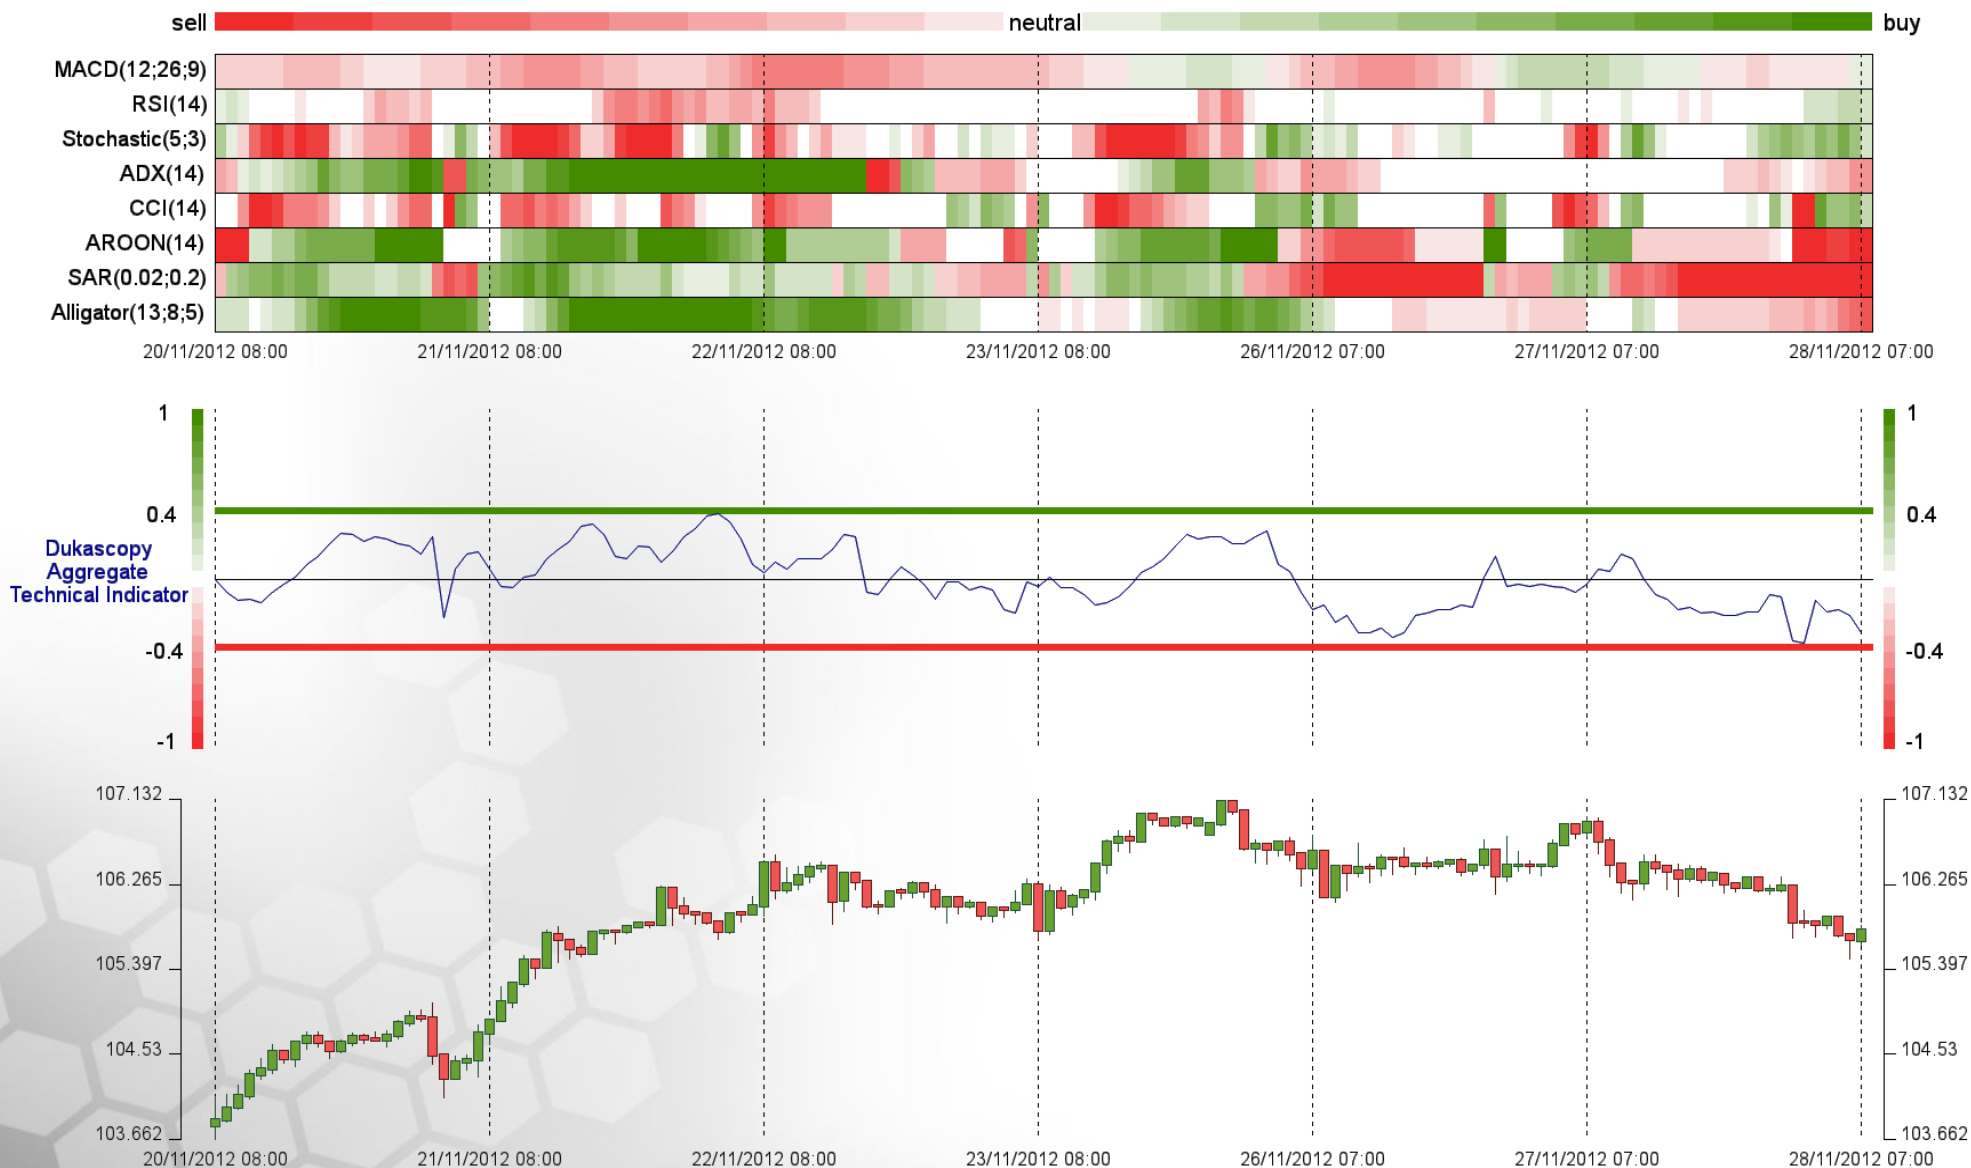 sell neutral buy
MACD(12;26;9)
RSI(14)
Stochastic(5;3)
ADX(14)
CCI(14)
AROON(14)
SAR(0.02;0.2)
Alligator(13;8;5)
20/11/2012 08:00 21/11/2012 08:00 22/11/2012 08:00 23/11/2012 08:00 26/11/2012 07:00 27/11/2012 07:00 28/11/2012 07:00
1 1
0.4 0.4
Dukascopy
Aggregate
Technical Indicator
-0.4 -0.4
-1 -1
107.132 107.132
106.265 106.265
105.397 105.397
104.53 104.53
103.662 103.662
20/11/2012 08:00 21/11/2012 08:00 22/11/2012 08:00 23/11/2012 08:00 26/11/2012 07:00 27/11/2012 07:00 28/11/2012 07:00